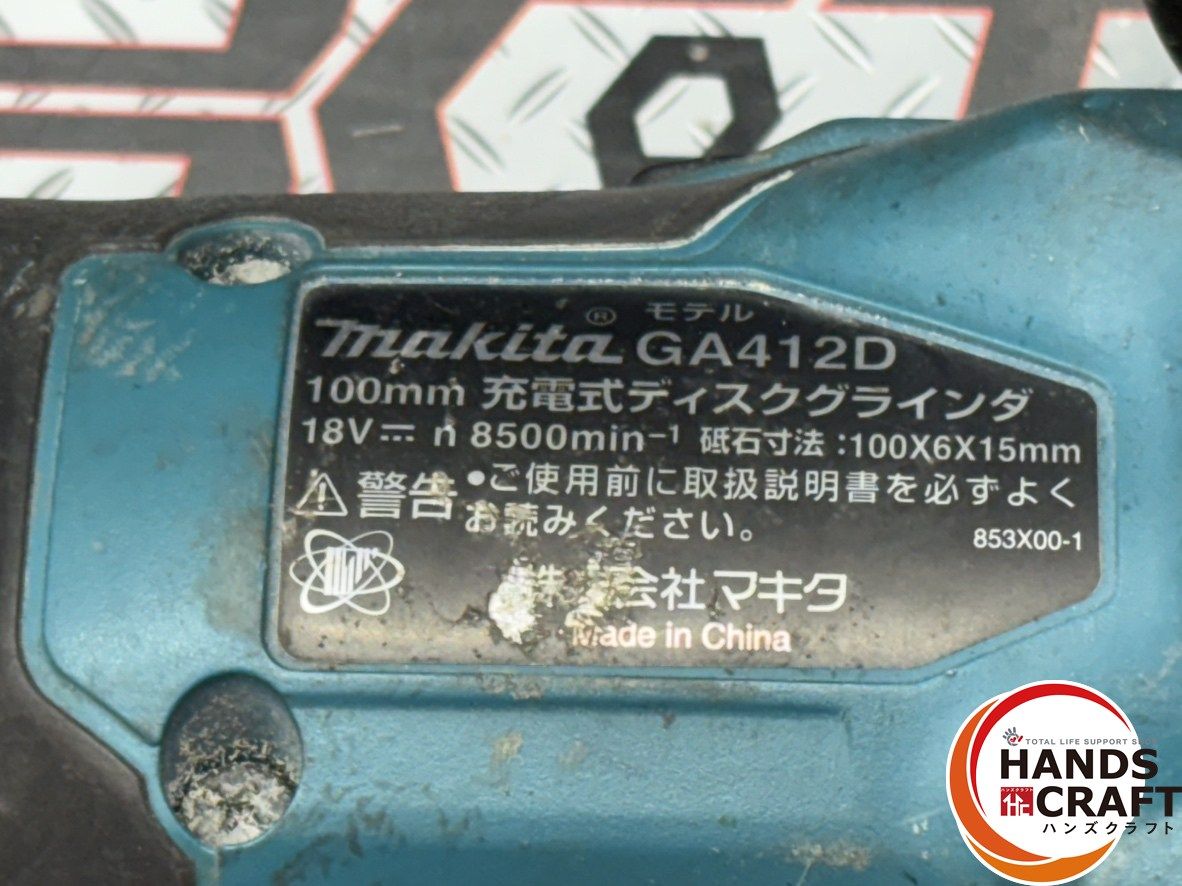 makita® モデル GA412D
100mm 充電式ディスクグラインダ
18V⎓ n 8500min⁻¹ 砥石寸法:100X6X15mm
警告 •ご使用前に取扱説明書を必ずよく
お読みください。
853X00-1
株 会社マキタ
Made in China
TOTAL LIFE SUPPORT
HANDS
CRAFT
ハンズクラフト